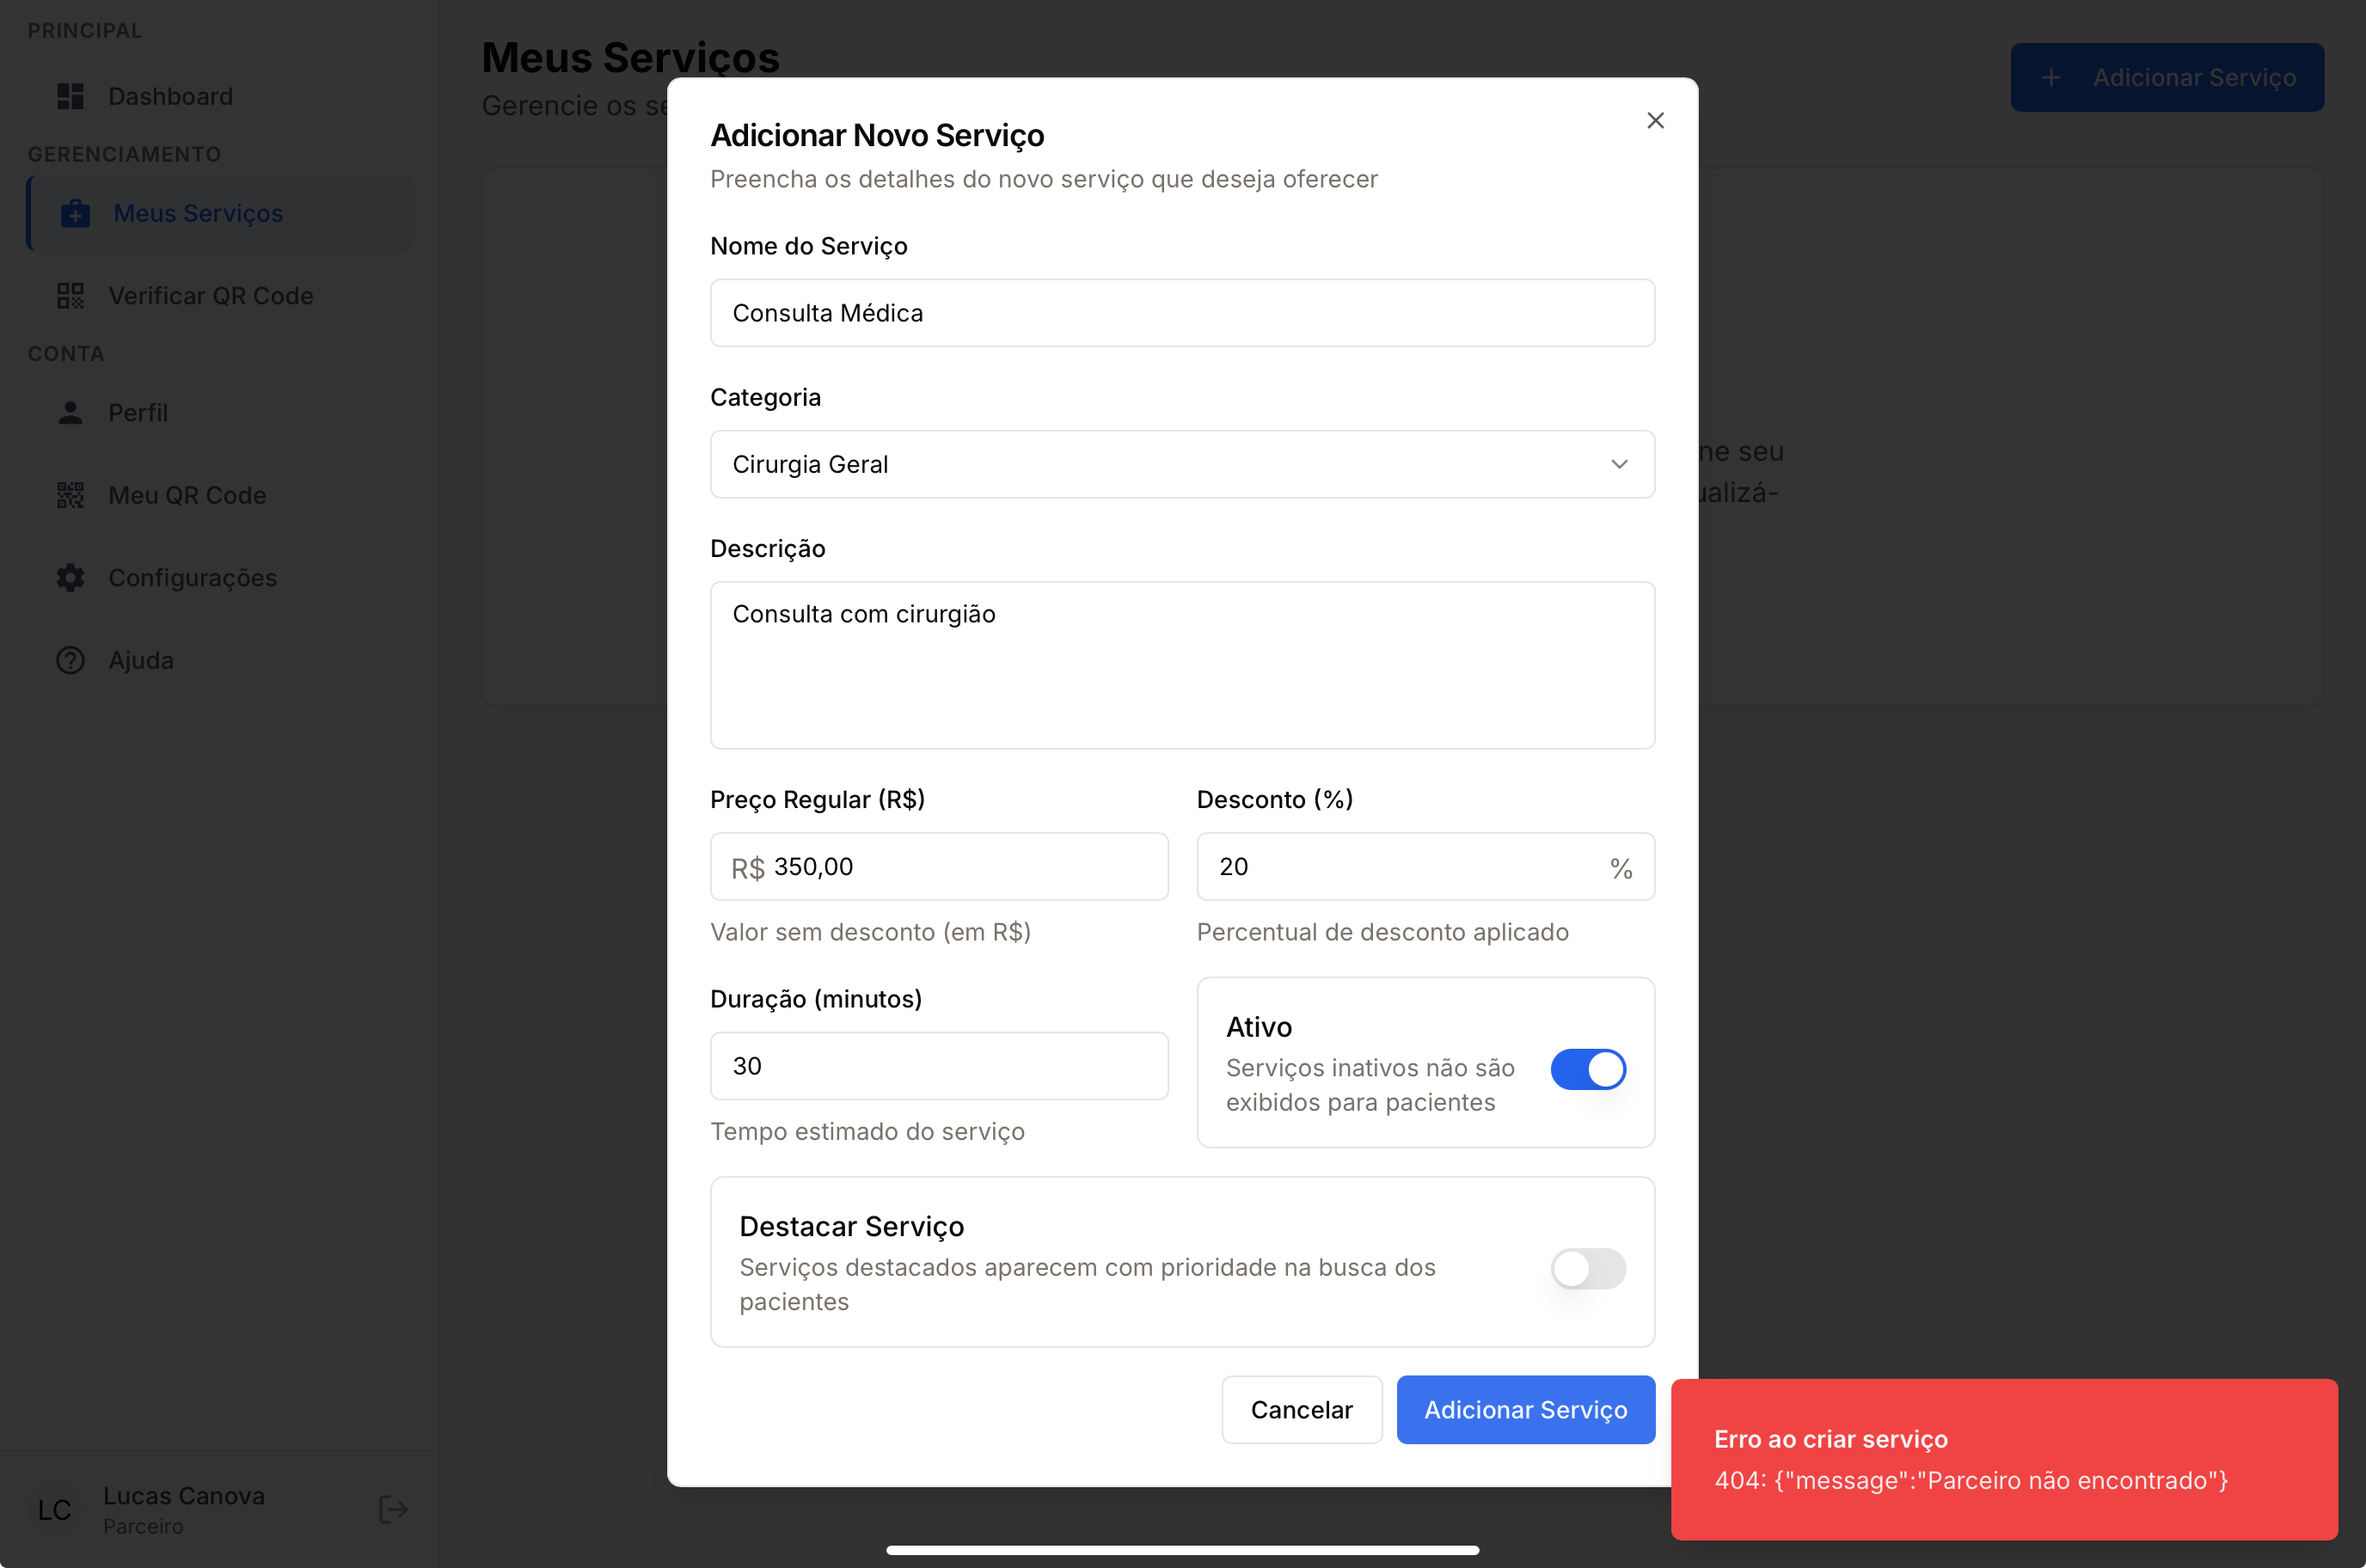 PRINCIPAL
Dashboard
GERENCIAMENTO
Meus Serviços
Verificar QR Code
CONTA
Perfil
Meu QR Code
Configurações
Ajuda
LC
Lucas Canova
Parceiro
Meus Serviços
Gerencie os
+ Adicionar Serviço
ne seu
Adicionar Novo Serviço
Preencha os detalhes do novo serviço que deseja oferecer
Nome do Serviço
Consulta Médica
Categoria
Cirurgia Geral
Descrição
Consulta com cirurgião
Preço Regular (R$)
R$ 350,00
Valor sem desconto (em R$)
Desconto (%)
20 %
Percentual de desconto aplicado
Duração (minutos)
30
Tempo estimado do serviço
Ativo
Serviços inativos não são
exibidos para pacientes
Destacar Serviço
Serviços destacados aparecem com prioridade na busca dos
pacientes
Cancelar
Adicionar Serviço
Erro ao criar serviço
404: {"message":"Parceiro não encontrado"}